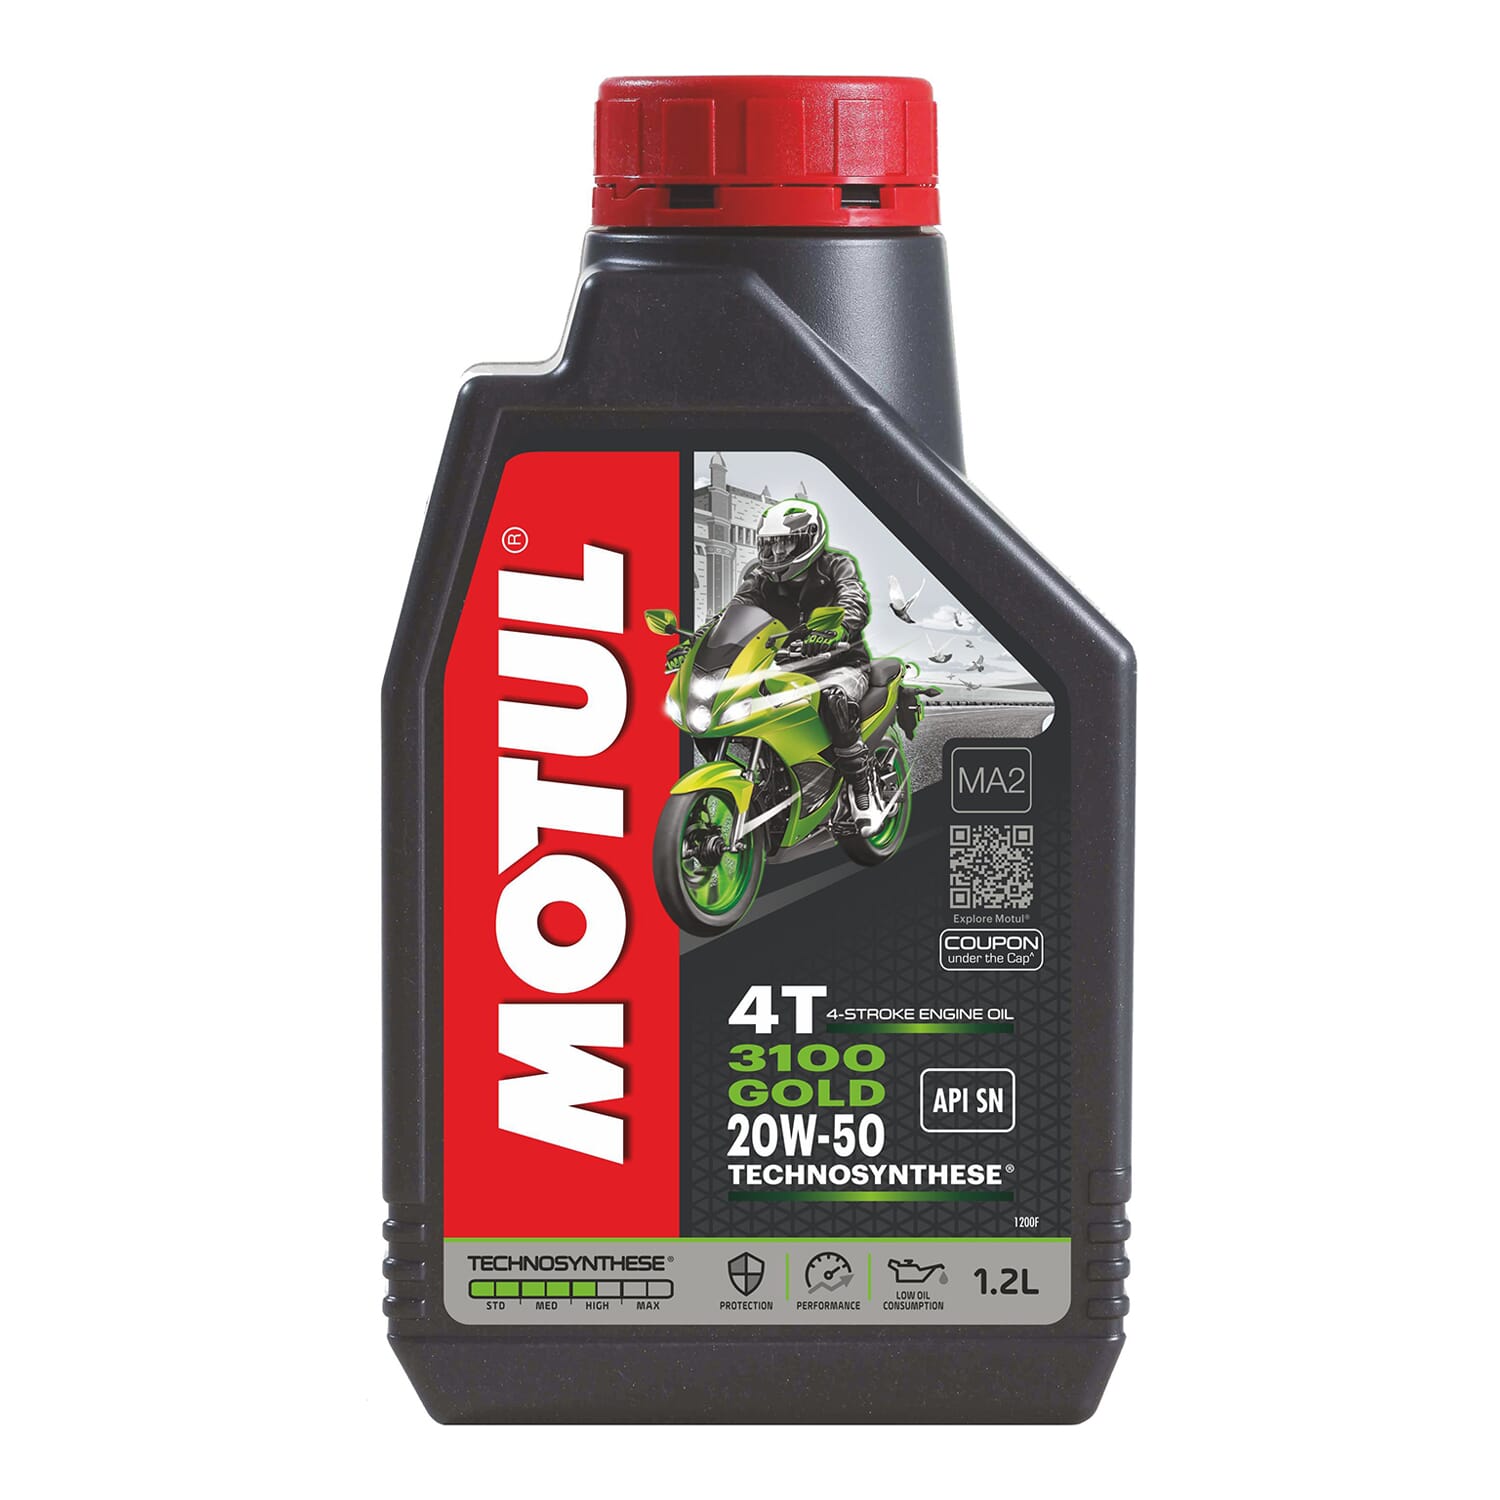 MOTUL®
MA2
Explore Motul®
COUPON
under the Cap^
4T 4-STROKE ENGINE OIL
3100
GOLD
20W-50
API SN
TECHNOSYNTHESE®
1200F
TECHNOSYNTHESE®
STD MED HIGH MAX
PROTECTION
PERFORMANCE
LOW OIL
CONSUMPTION
1.2L